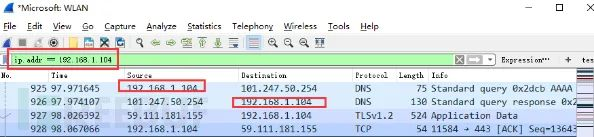 *Microsoft: WLAN
File Edit View Go Capture Analyze Statistics Telephony Wireless Tools Help
ip.addr == 192.168.1.104 Expression… + tes
No. Time Source Destination Protocol Length Info
925 97.971645 192.168.1.104 101.247.50.254 DNS 75 Standard query 0x2dcb AAAA
926 97.974107 101.247.50.254 192.168.1.104 DNS 130 Standard query response 0x2
927 98.026392 59.111.181.155 192.168.1.104 TLSv1.2 524 Application Data
928 98.067066 192.168.1.104 59.111.181.155 TCP 54 11584 → 443 [ACK] Seq=13643